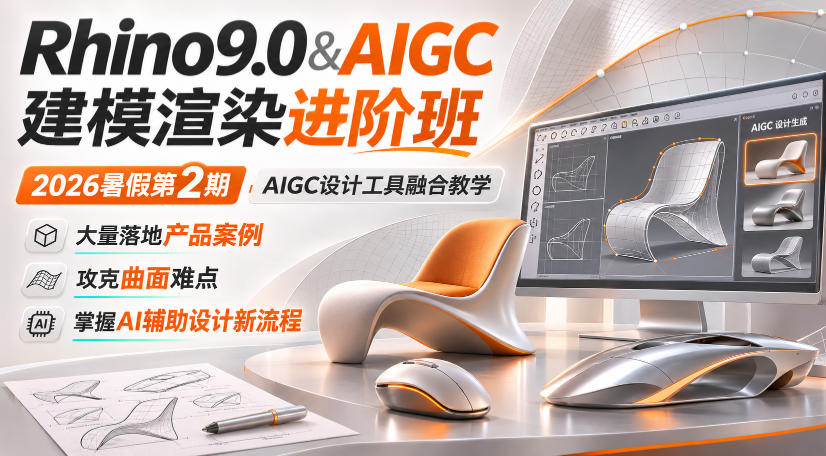 Rhino9.0&AIGC
建模渲染进阶班
2026暑假第2期
AIGC设计工具融合教学
大量落地产品案例
攻克曲面难点
AI 掌握AI辅助设计新流程
AIGC 设计生成